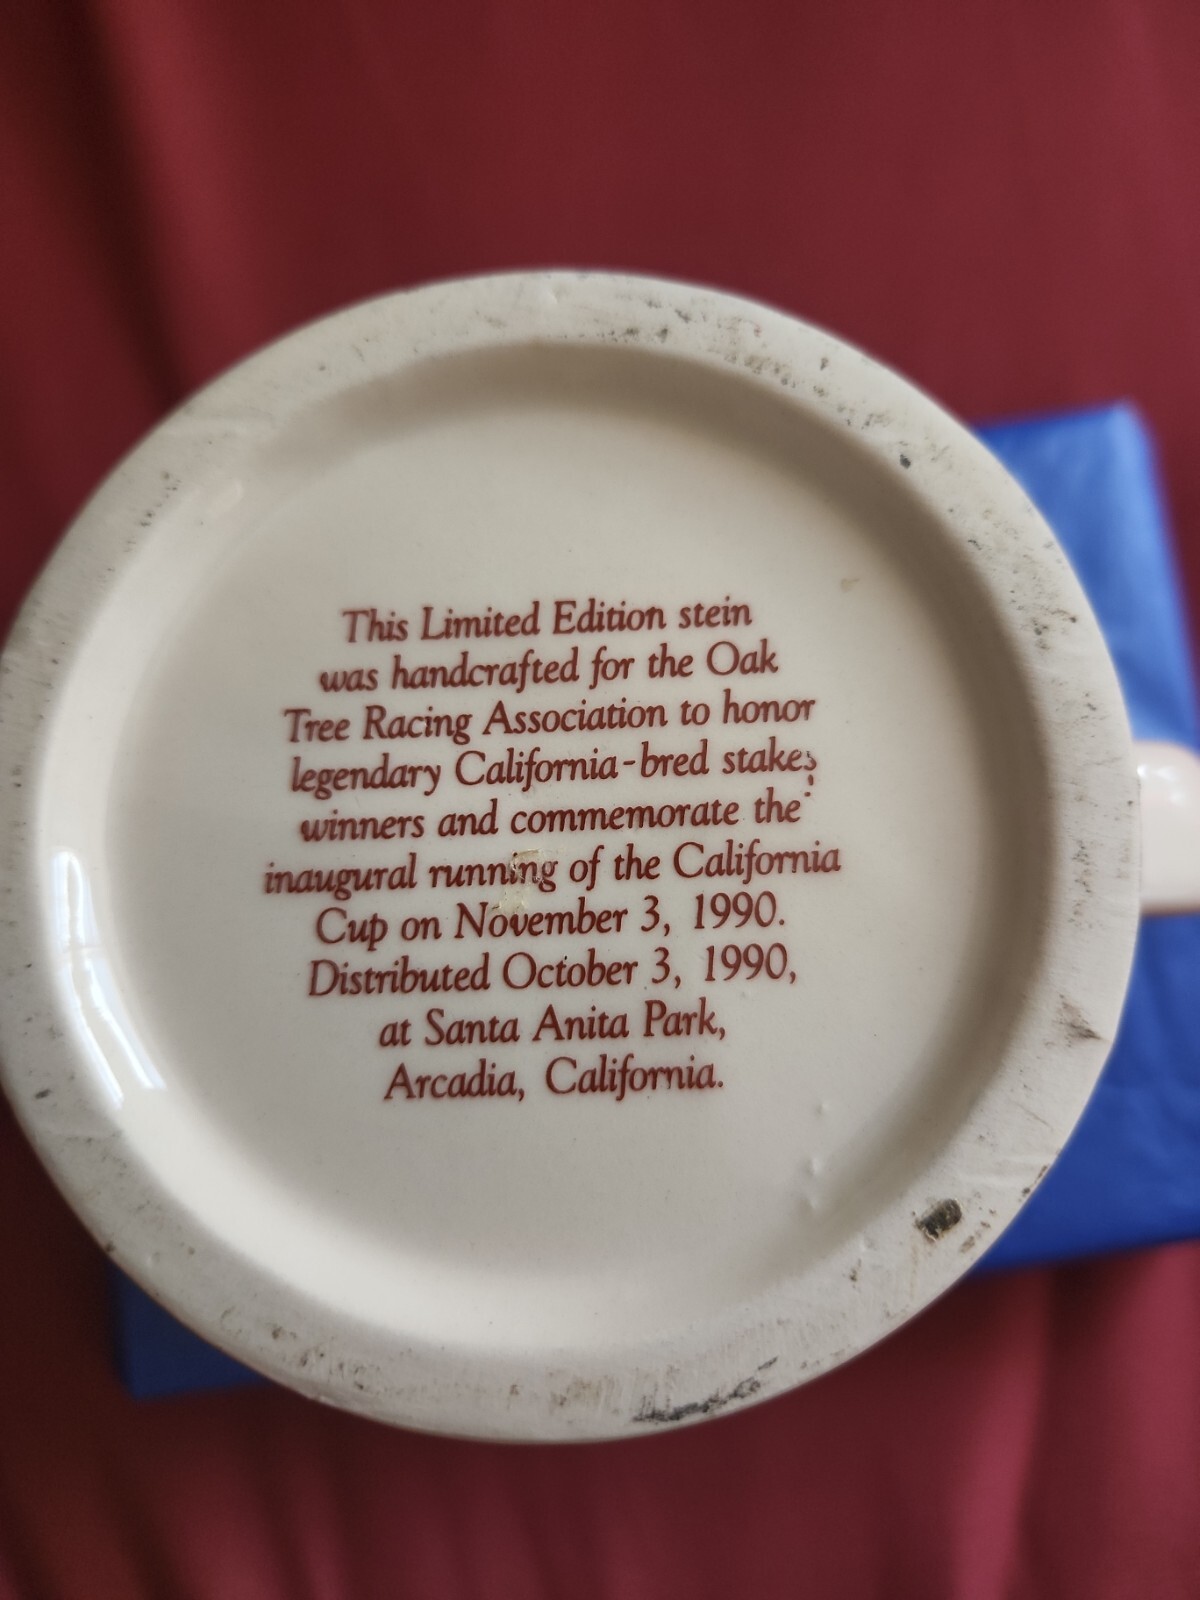 This Limited Edition stein
was handcrafted for the Oak
Tree Racing Association to honor
legendary California-bred stakes
winners and commemorate the
inaugural running of the California
Cup on November 3, 1990.
Distributed October 3, 1990,
at Santa Anita Park,
Arcadia, California.